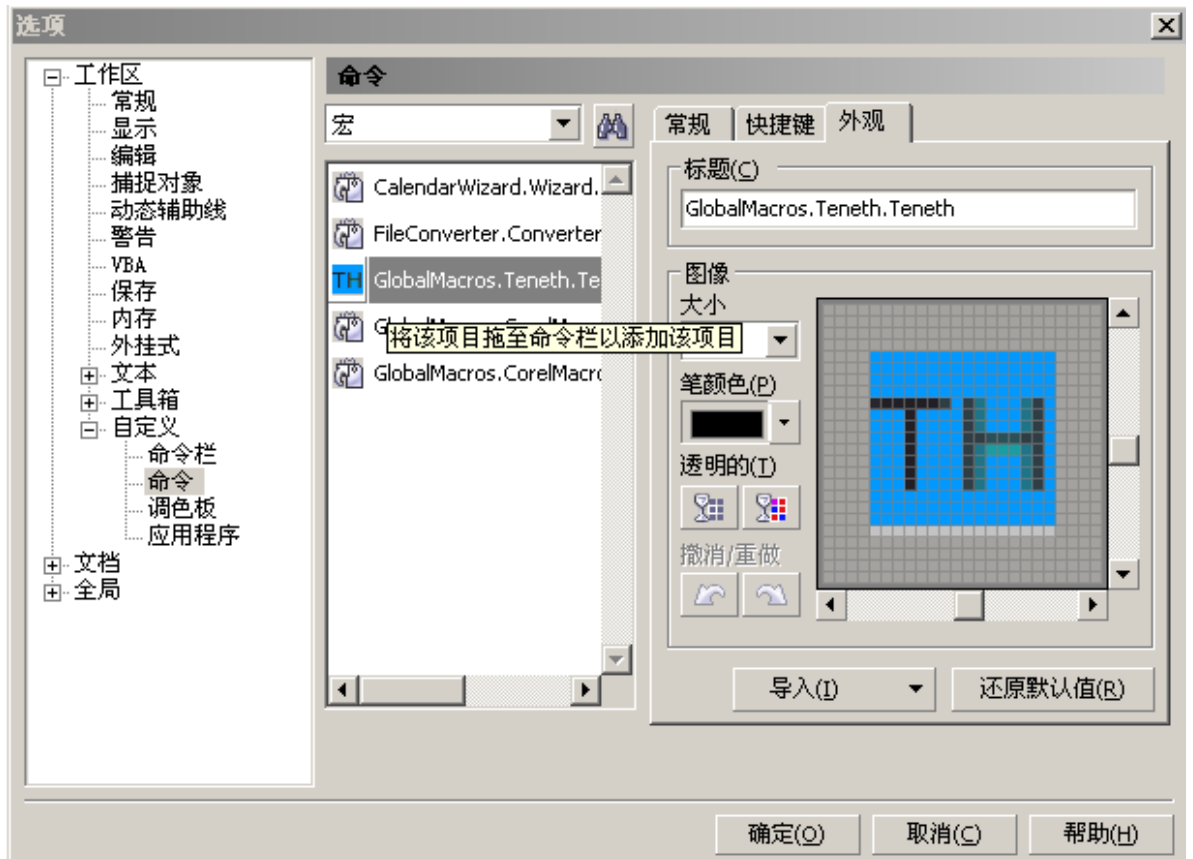 选项
工作区
常规
显示
编辑
捕捉对象
动态辅助线
警告
VBA
保存
内存
外挂式
文本
工具箱
自定义
命令栏
命令
调色板
应用程序
文档
全局
命令
宏
CalendarWizard.Wizard.
FileConverter.Converter
TH GlobalMacros.Teneth.Te
将该项目拖至命令栏以添加该项目
GlobalMacros.CorelMacro
常规 快捷键 外观
标题(C)
GlobalMacros.Teneth.Teneth
图像
大小
笔颜色(P)
透明的(T)
撤消/重做
TH
导入(I) 还原默认值(R)
确定(O) 取消(C) 帮助(H)